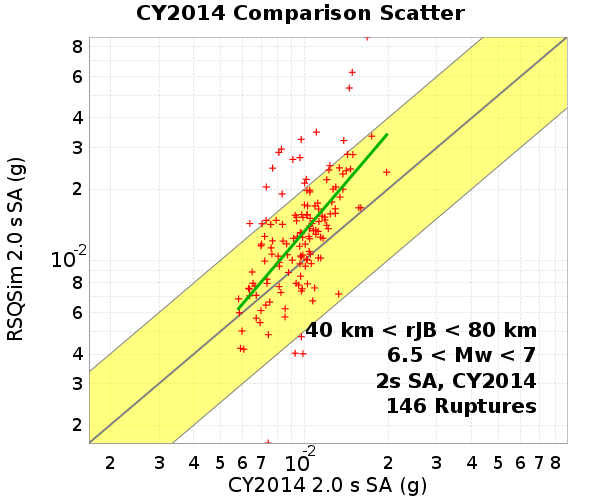 CY2014 Comparison Scatter
8
6
4
3
2
10-2
8
6
4
3
2
RSQSim 2.0 s SA (g)
40 km < rJB < 80 km
6.5 < Mw < 7
2s SA, CY2014
146 Ruptures
2 3 4 5 6 7 10-2 2 3 4 5 6 7 8
CY2014 2.0 s SA (g)